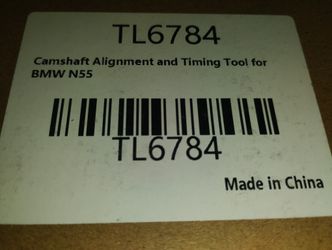 TL6784
Camshaft Alignment and Timing Tool for
BMW N55
TL6784
Made in China